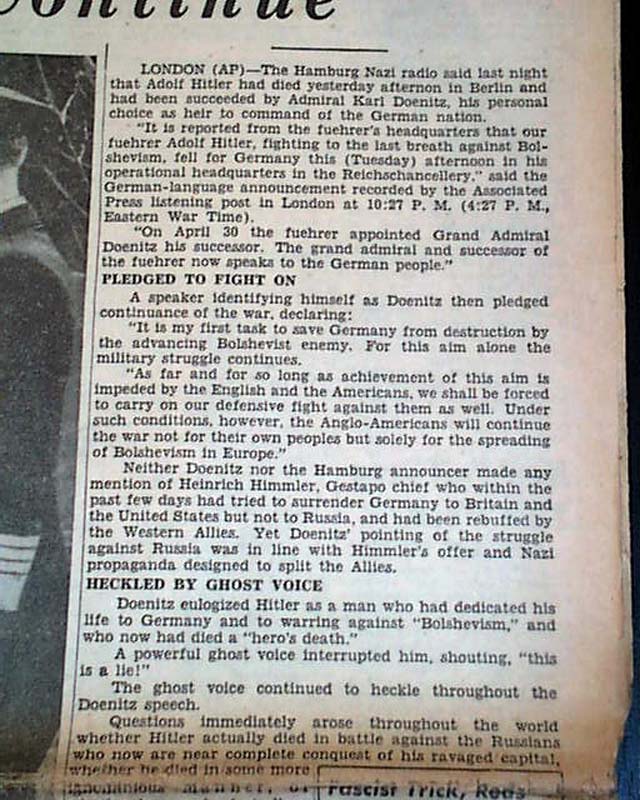 Continue
LONDON (AP)—The Hamburg Nazi radio said last night
that Adolf Hitler had died yesterday afternon in Berlin and
had been succeeded by Admiral Karl Doenitz, his personal
choice as heir to command of the German nation.
"It is reported from the fuehrer's headquarters that our
fuehrer Adolf Hitler, fighting to the last breath against Bol-
shevism, fell for Germany this (Tuesday) afternoon in his
operational headquarters in the Reichschancellery," said the
German-language announcement recorded by the Associated
Press listening post in London at 10:27 P. M. (4:27 P. M.,
Eastern War Time).
"On April 30 the fuehrer appointed Grand Admiral
Doenitz his successor. The grand admiral and successor of
the fuehrer now speaks to the German people."
PLEDGED TO FIGHT ON
A speaker identifying himself as Doenitz then pledged
continuance of the war, declaring:
"It is my first task to save Germany from destruction by
the advancing Bolshevist enemy. For this aim alone the
military struggle continues.
"As far and for so long as achievement of this aim is
impeded by the English and the Americans, we shall be forced
to carry on our defensive fight against them as well. Under
such conditions, however, the Anglo-Americans will continue
the war not for their own peoples but solely for the spreading
of Bolshevism in Europe."
Neither Doenitz nor the Hamburg announcer made any
mention of Heinrich Himmler, Gestapo chief who within the
past few days had tried to surrender Germany to Britain and
the United States but not to Russia, and had been rebuffed by
the Western Allies. Yet Doenitz' pointing of the struggle
against Russia was in line with Himmler's offer and Nazi
propaganda designed to split the Allies.
HECKLED BY GHOST VOICE
Doenitz eulogized Hitler as a man who had dedicated his
life to Germany and to warring against "Bolshevism," and
who now had died a "hero's death."
A powerful ghost voice interrupted him, shouting, "this
is a lie!"
The ghost voice continued to heckle throughout the
Doenitz speech.
Questions immediately arose throughout the world
whether Hitler actually died in battle against the Russians
who now are near complete conquest of his ravaged capital,
whether he died in some more
ignominious manner, or
Fascist Trick, Reds